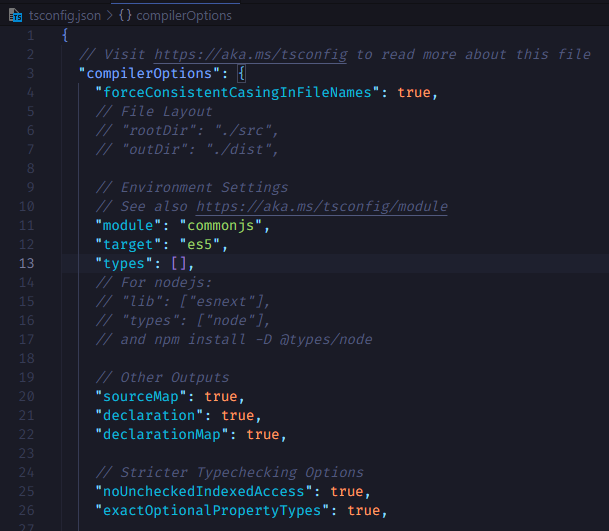 tsconfig.json > {} compilerOptions
1 {
2 // Visit https://aka.ms/tsconfig to read more about this file
3 "compilerOptions": {
4 "forceConsistentCasingInFileNames": true,
5 // File Layout
6 // "rootDir": "./src",
7 // "outDir": "./dist",
8
9 // Environment Settings
10 // See also https://aka.ms/tsconfig/module
11 "module": "commonjs",
12 "target": "es5",
13 "types": [],
14 // For nodejs:
15 // "lib": ["esnext"],
16 // "types": ["node"],
17 // and npm install -D @types/node
18
19 // Other Outputs
20 "sourceMap": true,
21 "declaration": true,
22 "declarationMap": true,
23
24 // Stricter Typechecking Options
25 "noUncheckedIndexedAccess": true,
26 "exactOptionalPropertyTypes": true,
27